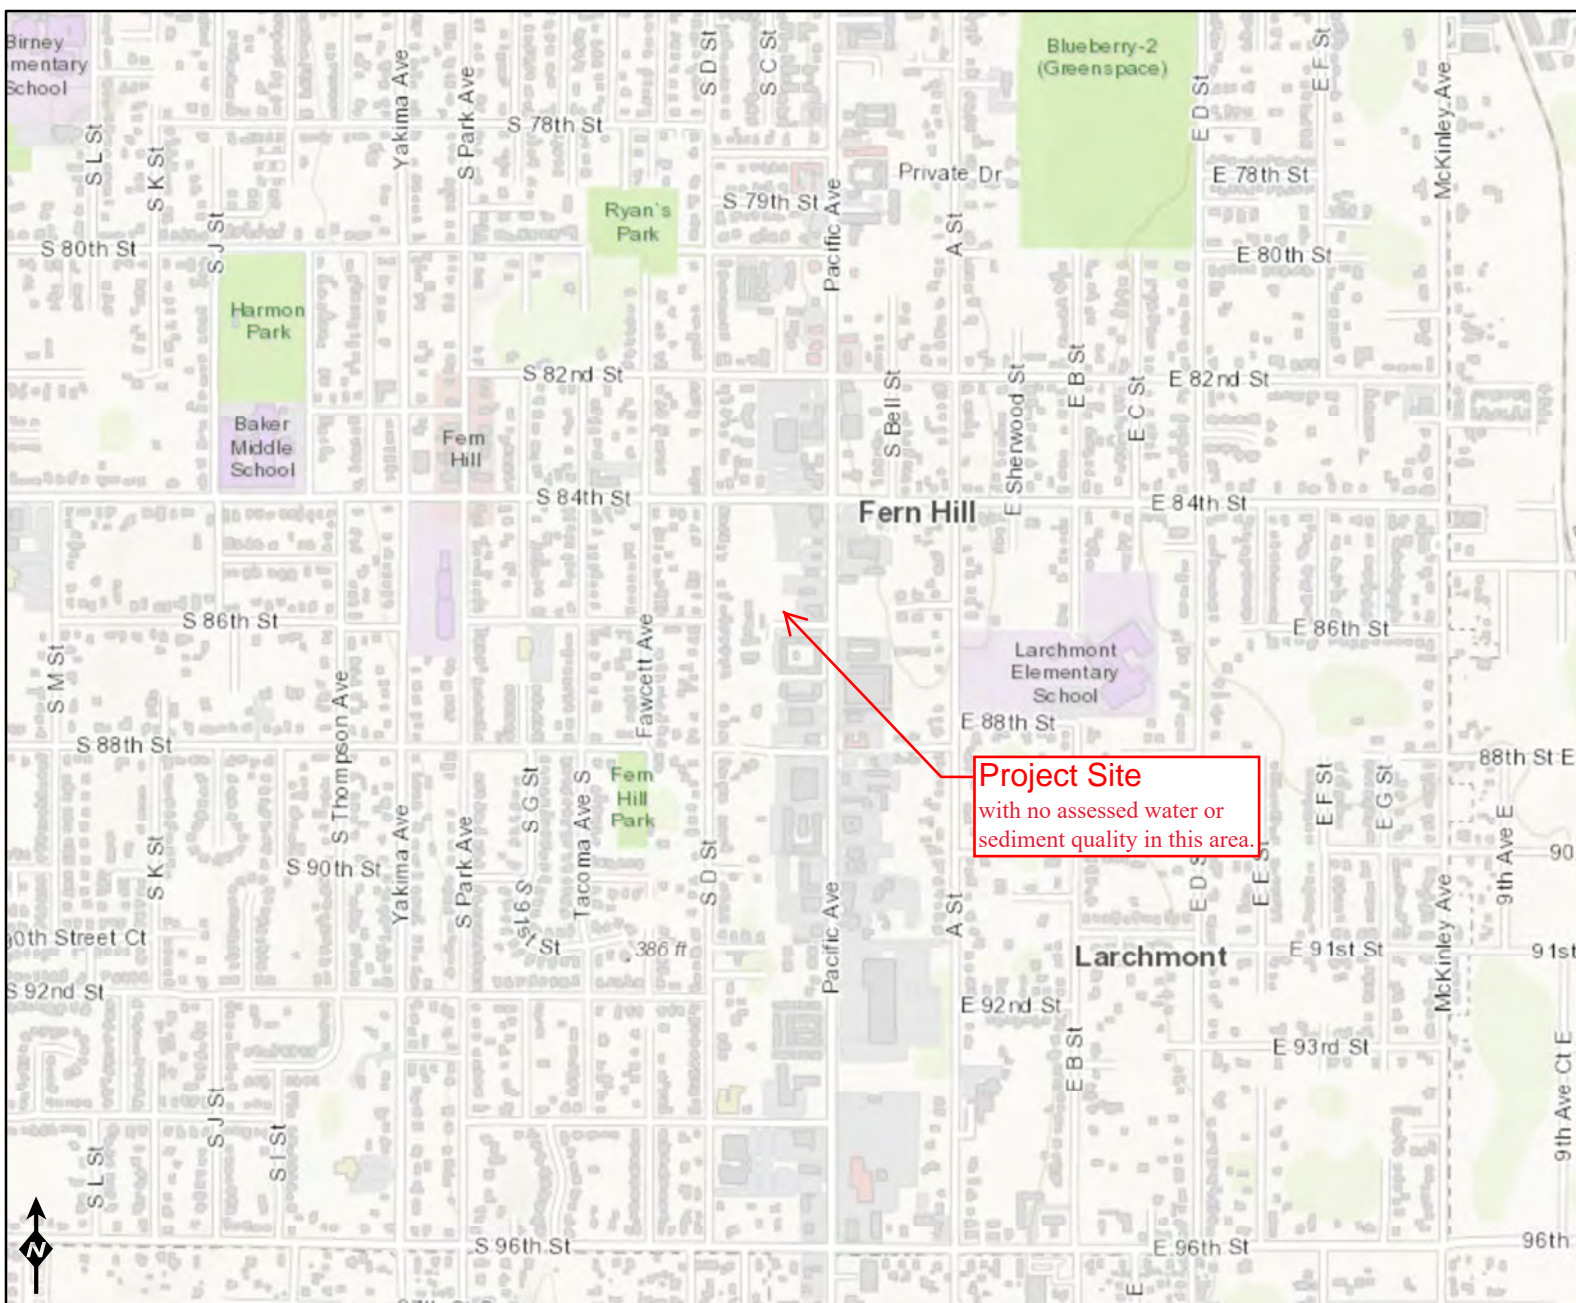 Birney
mentary
School
S L St
S K St
Yakima Ave
S Park Ave
S 78th St
S D St
S C St
Blueberry-2
(Greenspace)
E D St
E F St
McKinley Ave
E 78th St
Private Dr
S 79th St
Ryan's
Park
Pacific Ave
A St
S 80th St
S J St
E 80th St
Harmon
Park
S 82nd St
E 82nd St
S Bell St
E Sherwood St
E B St
E C St
Baker
Middle
School
Fern
Hill
S 84th St
Fern Hill
E 84th St
S 86th St
E 86th St
S M St
S Thompson Ave
Fawcett Ave
Larchmont
Elementary
School
E 88th St
S 88th St
88th St E
Project Site
with no assessed water or
sediment quality in this area.
Fern
Hill
Park
S G St
Tacoma Ave S
E F St
E G St
9th Ave E
S K St
Yakima Ave
S Park Ave
S 90th St
S D St
90
S 91st St
386 ft
Pacific Ave
A St
E D S
E E St
McKinley Ave
0th Street Ct
Larchmont
E 91st St
91st
S 92nd St
E 92nd St
E B St
E 93rd St
9th Ave Ct E
S J St
S I St
S L St
N
S 96th St
E 96th St
96th
E